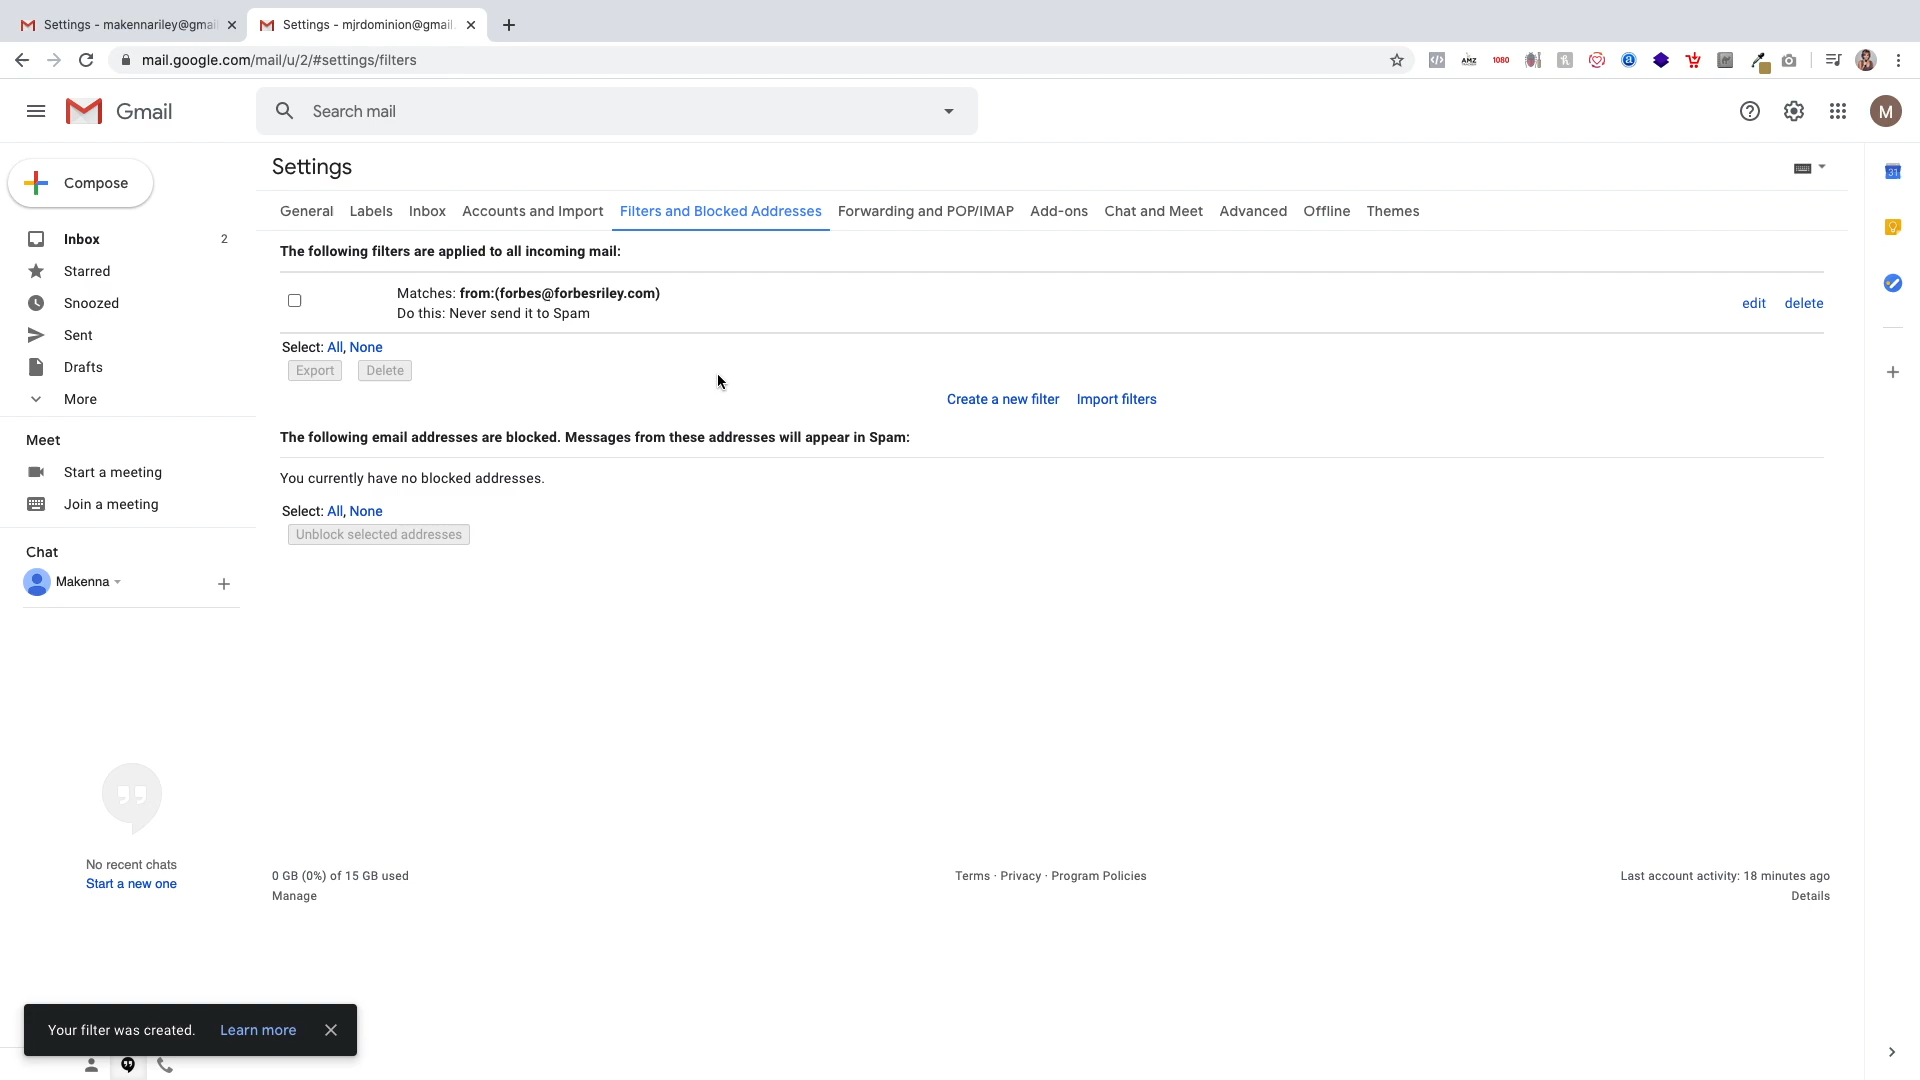 Settings - makennariley@gmai
Settings - mjrdominion@gmail.
mail.google.com/mail/u/2/#settings/filters
1080
Gmail
Search mail
M
Compose
Settings
31
General Labels Inbox Accounts and Import Filters and Blocked Addresses Forwarding and POP/IMAP Add-ons Chat and Meet Advanced Offline Themes
Inbox 2
Starred
Snoozed
Sent
Drafts
More
The following filters are applied to all incoming mail:
Matches: from:(forbes@forbesriley.com)
Do this: Never send it to Spam
edit delete
Select: All, None
Export Delete
Create a new filter Import filters
The following email addresses are blocked. Messages from these addresses will appear in Spam:
You currently have no blocked addresses.
Select: All, None
Unblock selected addresses
Meet
Start a meeting
Join a meeting
Chat
Makenna
No recent chats
Start a new one
0 GB (0%) of 15 GB used
Manage
Terms · Privacy · Program Policies
Last account activity: 18 minutes ago
Details
Your filter was created. Learn more